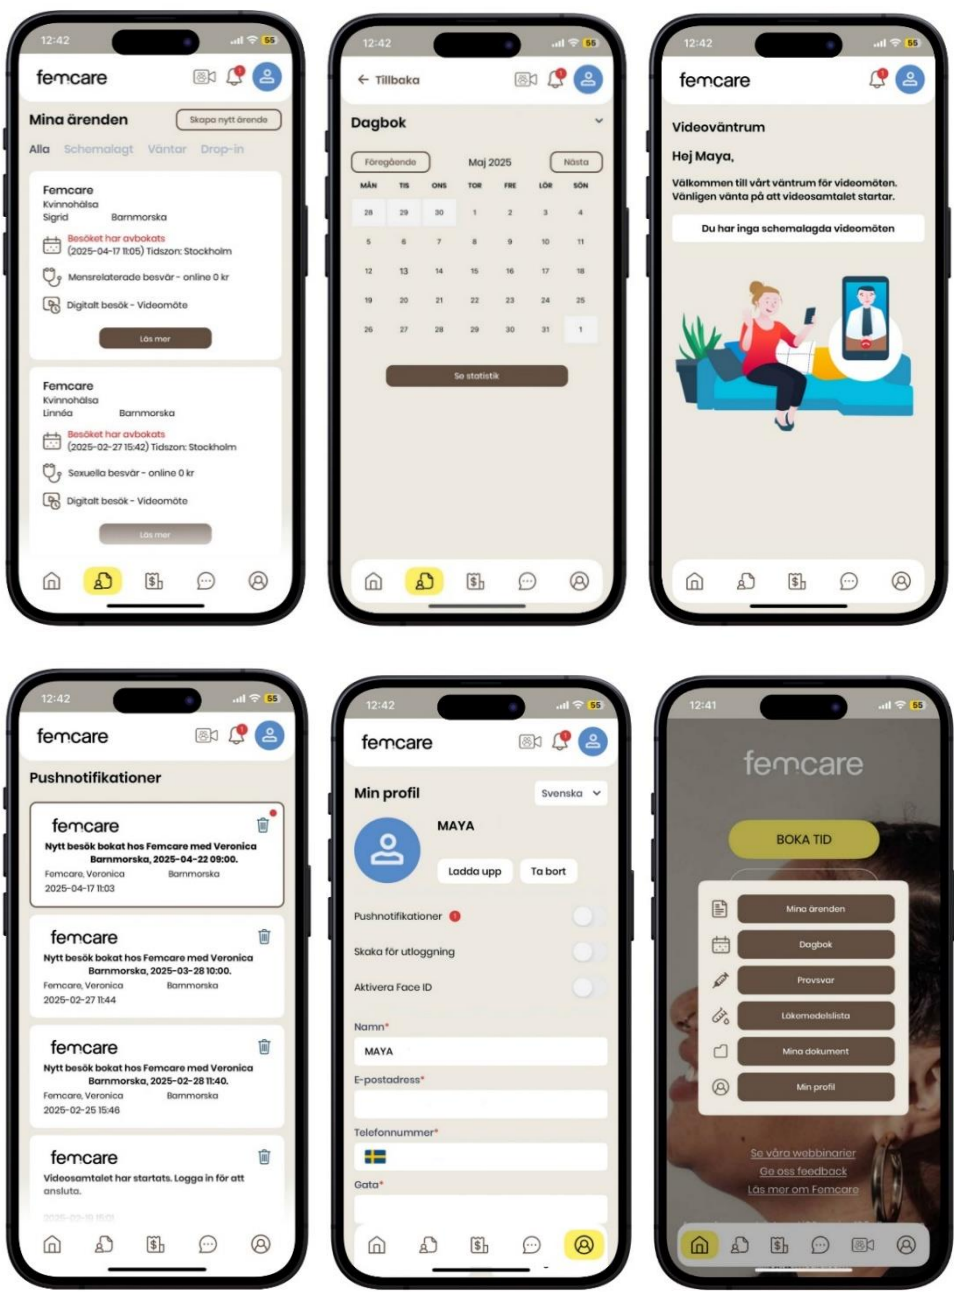 12:42
55
femcare
1
Mina ärenden
Skapa nytt ärende
Alla Schemalagt Väntar Drop-in
Femcare
Kvinnohälsa
Sigrid Barnmorska
Besöket har avbokats
(2025-04-17 11:05) Tidszon: Stockholm
Mensrelaterade besvär - online 0 kr
Digitalt besök - Videomöte
Läs mer
Femcare
Kvinnohälsa
Linnéa Barnmorska
Besöket har avbokats
(2025-02-27 15:42) Tidszon: Stockholm
Sexuella besvär - online 0 kr
Digitalt besök - Videomöte
Läs mer
12:42
55
← Tillbaka
1
Dagbok
Föregående Maj 2025 Nästa
MÅN TIS ONS TOR FRE LÖR SÖN
28 29 30 1 2 3 4
5 6 7 8 9 10 11
12 13 14 15 16 17 18
19 20 21 22 23 24 25
26 27 28 29 30 31 1
Se statistik
12:42
55
femcare
1
Videoväntrum
Hej Maya,
Välkommen till vårt väntrum för videomöten.
Vänligen vänta på att videosamtalet startar.
Du har inga schemalagda videomöten
12:42
55
femcare
1
Pushnotifikationer
femcare
Nytt besök bokat hos Femcare med Veronica
Barnmorska, 2025-04-22 09:00.
Femcare, Veronica Barnmorska
2025-04-17 11:03
femcare
Nytt besök bokat hos Femcare med Veronica
Barnmorska, 2025-03-28 10:00.
Femcare, Veronica Barnmorska
2025-02-27 11:44
femcare
Nytt besök bokat hos Femcare med Veronica
Barnmorska, 2025-02-28 11:40.
Femcare, Veronica Barnmorska
2025-02-25 15:46
femcare
Videosamtalet har startats. Logga in för att
ansluta.
12:42
55
femcare
1
Min profil
Svenska
MAYA
Ladda upp Ta bort
Pushnotifikationer 1
Skaka för utloggning
Aktivera Face ID
Namn*
MAYA
E-postadress*
Telefonnummer*
Gata*
12:41
55
femcare
BOKA TID
Mina ärenden
Dagbok
Provsvar
Läkemedelslista
Mina dokument
Min profil
Se våra webbinarier
Ge oss feedback
Läs mer om Femcare